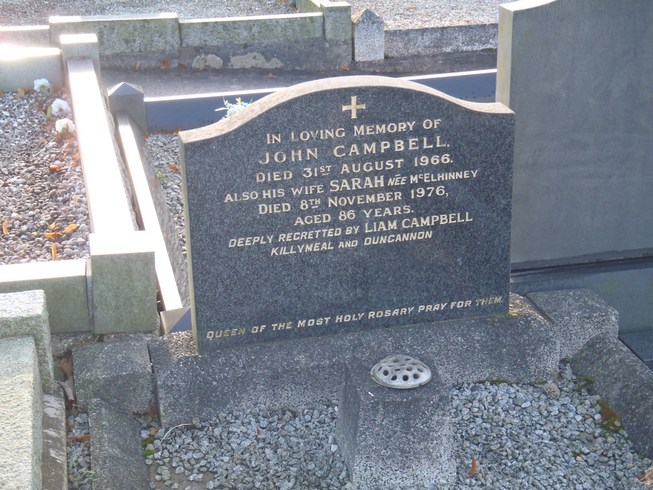 IN LOVING MEMORY OF
JOHN CAMPBELL,
DIED 31ST AUGUST 1966.
ALSO HIS WIFE SARAH NÉE McELHINNEY
DIED 8TH NOVEMBER 1976,
AGED 86 YEARS.
DEEPLY RECRETTED BY LIAM CAMPBELL
KILLYMEAL AND DUNCANNON
QUEEN OF THE MOST HOLY ROSARY PRAY FOR THEM.